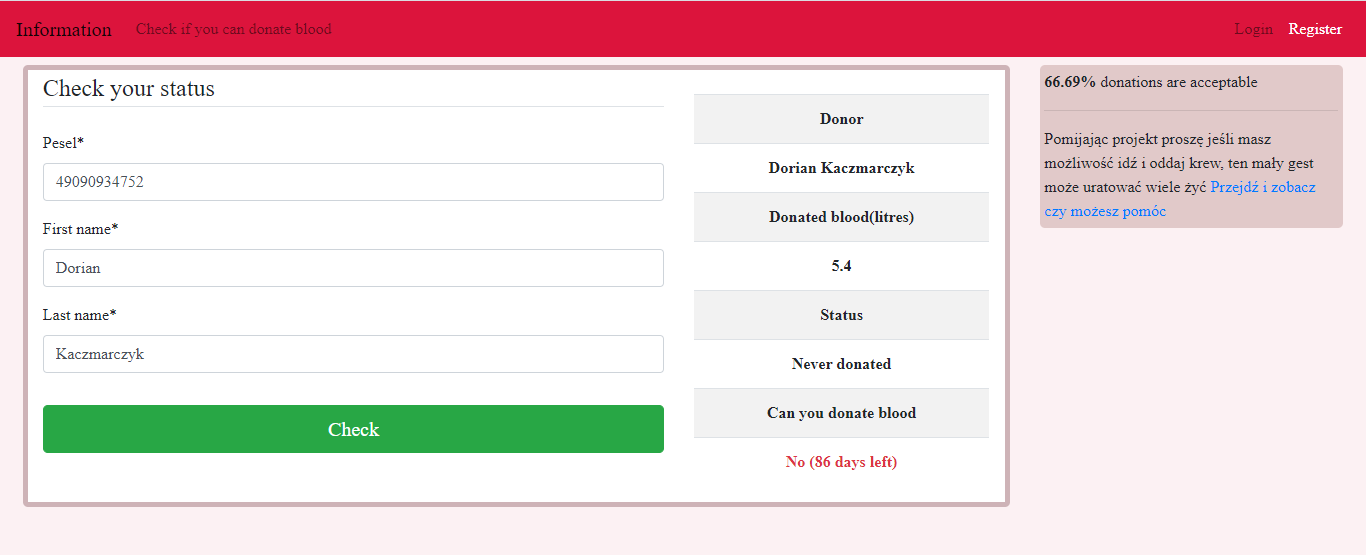 Information Check if you can donate blood Login Register
Check your status
Pesel*
49090934752
First name*
Dorian
Last name*
Kaczmarczyk
Check
Donor
Dorian Kaczmarczyk
Donated blood(litres)
5.4
Status
Never donated
Can you donate blood
No (86 days left)
66.69% donations are acceptable
Pomijając projekt proszę jeśli masz
możliwość idź i oddaj krew, ten mały gest
może uratować wiele żyć Przejdź i zobacz
czy możesz pomóc